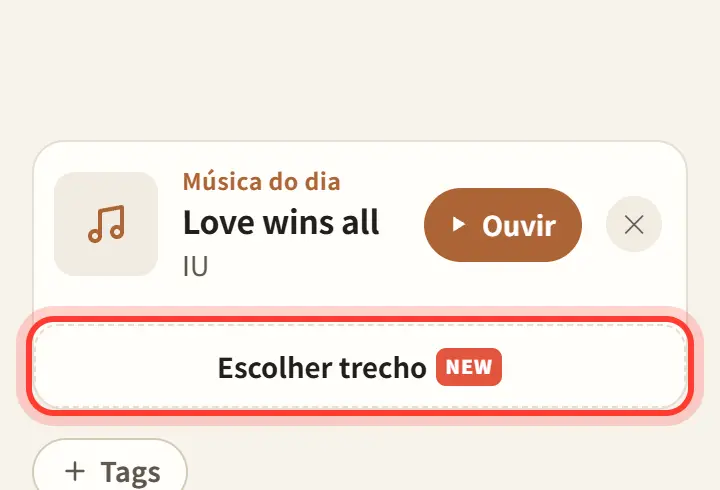 Música do dia
Love wins all
IU
Ouvir
Escolher trecho NEW
+ Tags